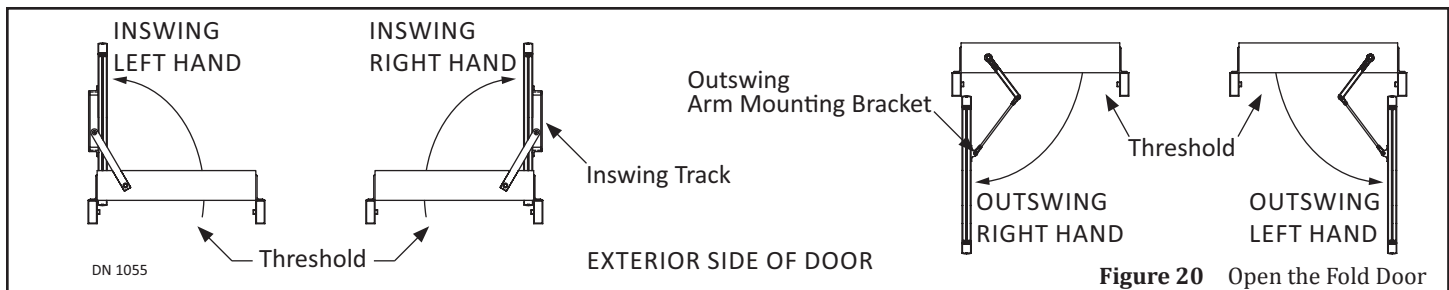 INSWING
LEFT HAND
INSWING
RIGHT HAND
Outswing
Arm Mounting Bracket
Inswing Track
Threshold
Threshold
OUTSWING
RIGHT HAND
OUTSWING
LEFT HAND
DN 1055
EXTERIOR SIDE OF DOOR
Figure 20 Open the Fold Door